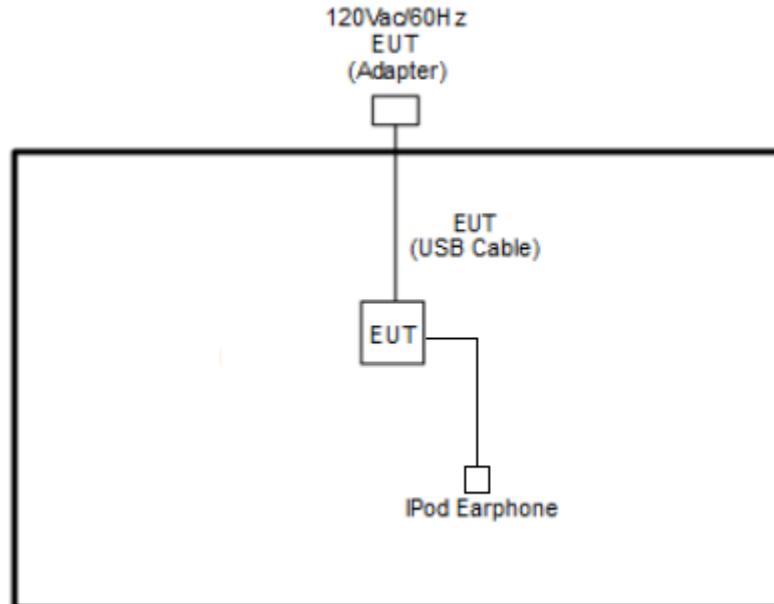 120Vac/60Hz
EUT
(Adapter)
EUT
(USB Cable)
EUT
IPod Earphone